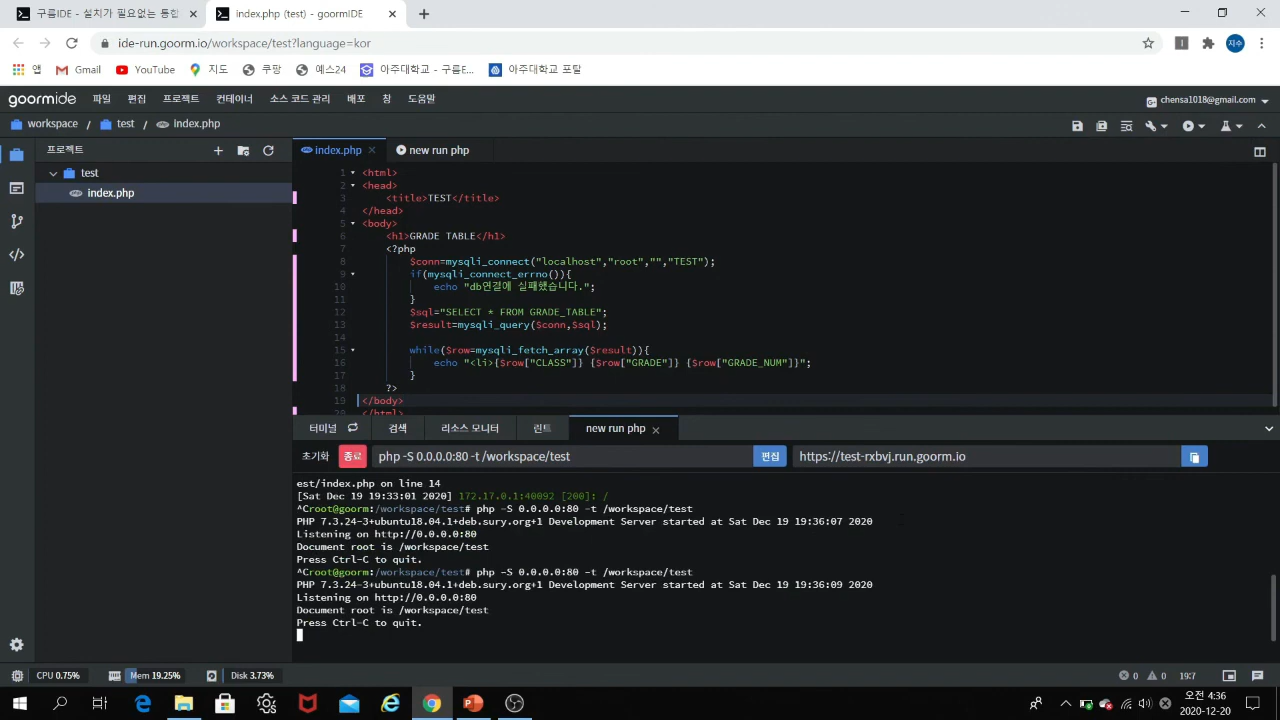 구름IDE - 설치가 필요없는 통합
index.php (test) - goormIDE
ide-run.goorm.io/workspace/test?language=kor
지수
앱 Gmail YouTube 지도 쿠팡 예스24 아주대학교 - 구름E... 아주대학교 포탈
goormide 파일 편집 프로젝트 컨테이너 소스 코드 관리 배포 창 도움말
chensa1018@gmail.com
workspace / test / index.php
프로젝트
index.php
new run php
test
index.php
1 <html>
2 <head>
3 <title>TEST</title>
4 </head>
5 <body>
6 <h1>GRADE TABLE</h1>
7 <?php
8 $conn=mysqli_connect("localhost","root","","TEST");
9 if(mysqli_connect_errno()){
10 echo "db연결에 실패했습니다.";
11 }
12 $sql="SELECT * FROM GRADE_TABLE";
13 $result=mysqli_query($conn,$sql);
14
15 while($row=mysqli_fetch_array($result)){
16 echo "<li>{$row["CLASS"]} {$row["GRADE"]} {$row["GRADE_NUM"]}";
17 }
18 ?>
19 </body>
20 </html>
터미널 검색 리소스 모니터 린트 new run php
초기화 종료 php -S 0.0.0.0:80 -t /workspace/test 편집 https://test-rxbvj.run.goorm.io
est/index.php on line 14
[Sat Dec 19 19:33:01 2020] 172.17.0.1:40092 [200]: /
^Croot@goorm:/workspace/test# php -S 0.0.0.0:80 -t /workspace/test
PHP 7.3.24-3+ubuntu18.04.1+deb.sury.org+1 Development Server started at Sat Dec 19 19:36:07 2020
Listening on http://0.0.0.0:80
Document root is /workspace/test
Press Ctrl-C to quit.
^Croot@goorm:/workspace/test# php -S 0.0.0.0:80 -t /workspace/test
PHP 7.3.24-3+ubuntu18.04.1+deb.sury.org+1 Development Server started at Sat Dec 19 19:36:09 2020
Listening on http://0.0.0.0:80
Document root is /workspace/test
Press Ctrl-C to quit.
CPU 0.75% Mem 19.25% Disk 3.73%
0 0 19:7
오전 4:36
2020-12-20